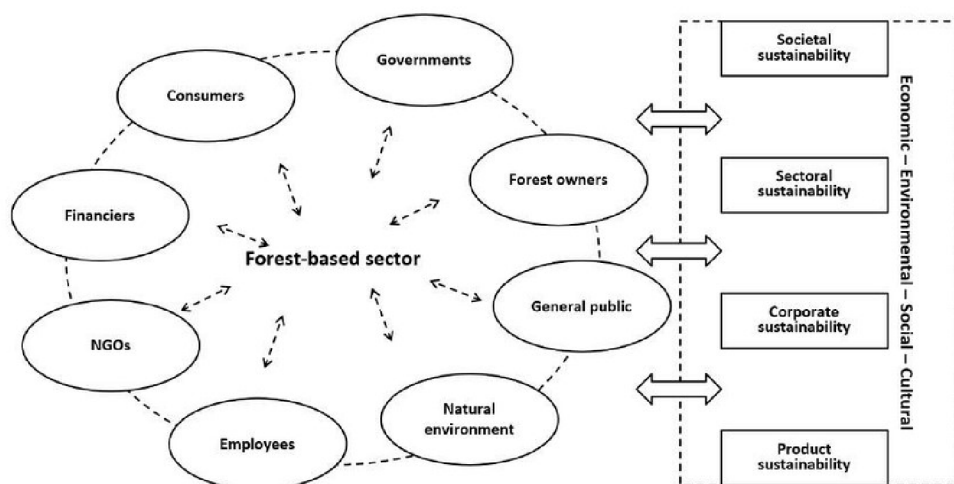 Governments
Consumers
Forest owners
Financiers
Forest-based sector
General public
NGOs
Natural
environment
Employees
Societal
sustainability
Sectoral
sustainability
Corporate
sustainability
Product
sustainability
Economic – Environmental – Social – Cultural